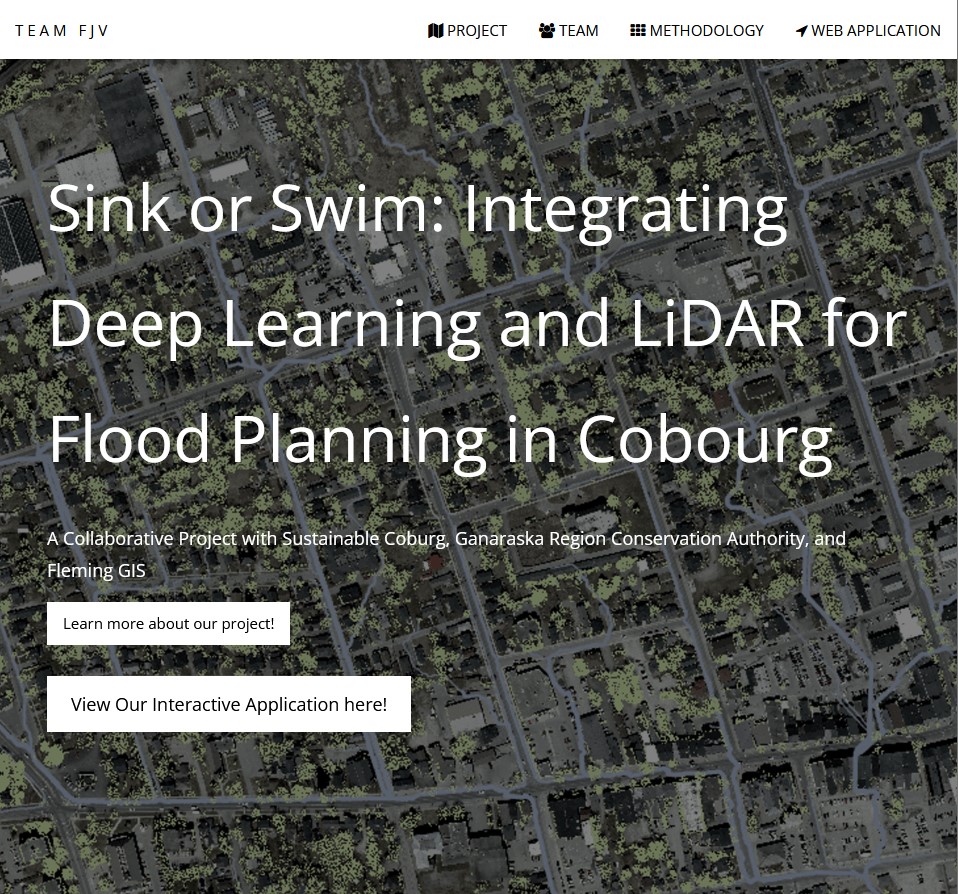 TEAM FJV
PROJECT TEAM METHODOLOGY WEB APPLICATION
Sink or Swim: Integrating
Deep Learning and LiDAR for
Flood Planning in Cobourg
A Collaborative Project with Sustainable Coburg, Ganaraska Region Conservation Authority, and
Fleming GIS
Learn more about our project!
View Our Interactive Application here!